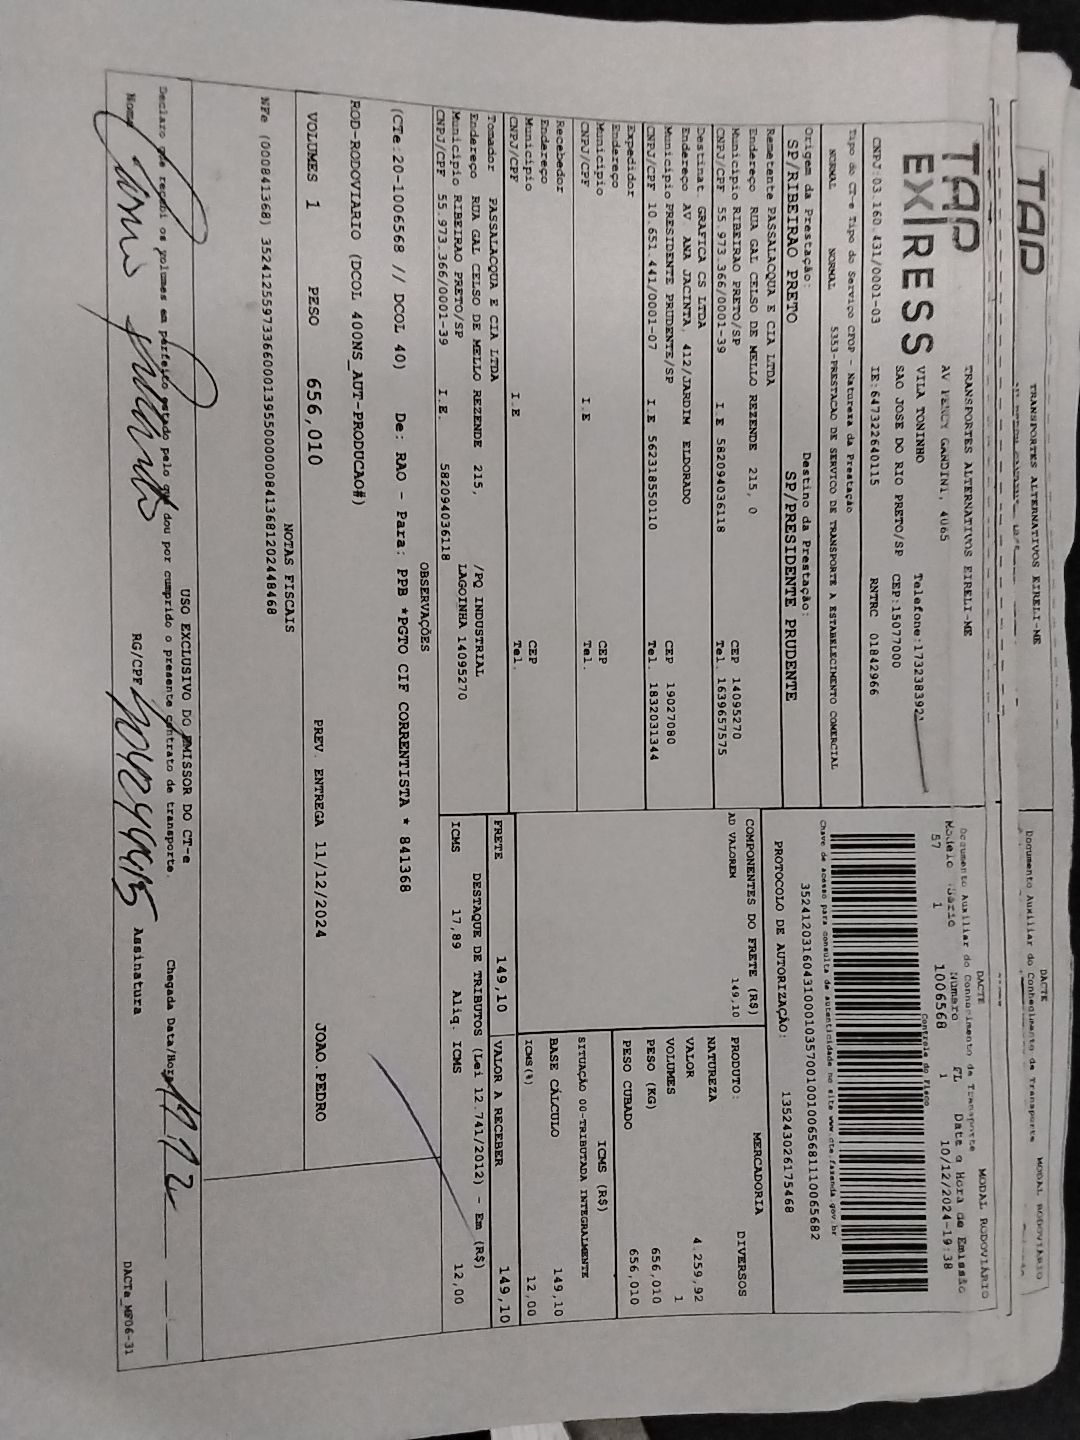 TAP
TRANSPORTES ALTERNATIVOS EIRELI-ME
DACTE
MODAL RODOVIÁRIO
Documento Auxiliar do Conhecimento de Transporte
TAP
EXPRESS
TRANSPORTES ALTERNATIVOS EIRELI-ME
AV PERCY GANDINI, 4065
VILA TONINHO
SAO JOSE DO RIO PRETO/SP
Telefone:1732383921
CEP:15077000
CNPJ:03.160.431/0001-03 IE:647322640115 RNTRC 01842966
DACTE MODAL RODOVIÁRIO
Documento Auxiliar do Conhecimento de Transporte
Modelo Série Número FL Data e Hora de Emissão
57 1 1006568 1 10/12/2024-19:38
Controle do Fisco
Chave de acesso para consulta de autenticidade no site www.cte.fazenda.gov.br
PROTOCOLO DE AUTORIZAÇÃO: 135243026175468
Tipo do CT-e Tipo do Serviço CFOP - Natureza da Prestação
NORMAL NORMAL 5353-PRESTACAO DE SERVICO DE TRANSPORTE A ESTABELECIMENTO COMERCIAL
Origem da Prestação: Destino da Prestação:
SP/RIBEIRAO PRETO SP/PRESIDENTE PRUDENTE
Remetente PASSALACQUA E CIA LTDA
Endereço RUA GAL CELSO DE MELLO REZENDE 215, 0
Município RIBEIRAO PRETO/SP CEP 14095270
CNPJ/CPF 55.973.366/0001-39 I.E 582094036118 Tel. 1639657575
Destinat GRAFICA CS LTDA
Endereço AV ANA JACINTA, 412/JARDIM ELDORADO
Município PRESIDENTE PRUDENTE/SP CEP 19027080
CNPJ/CPF 10.651.441/0001-07 I.E 562318550110 Tel. 1832031344
Expedidor
Endereço
Município CEP
CNPJ/CPF I.E Tel.
Recebedor
Endereço
Município CEP
CNPJ/CPF I.E Tel.
Tomador PASSALACQUA E CIA LTDA
Endereço RUA GAL CELSO DE MELLO REZENDE 215, /PQ INDUSTRIAL
Município RIBEIRAO PRETO/SP LAGOINHA 14095270
CNPJ/CPF 55.973.366/0001-39 I.E. 582094036118
COMPONENTES DO FRETE (R$)
AD VALOREM 149,10
MERCADORIA
PRODUTO: DIVERSOS
NATUREZA
VALOR 4.259,92
VOLUMES 1
PESO (KG) 656,010
PESO CUBADO 656,010
ICMS (R$)
SITUAÇÃO 00-TRIBUTADA INTEGRALMENTE
BASE CÁLCULO 149,10
ICMS(%) 12,00
FRETE 149,10 VALOR A RECEBER 149,10
DESTAQUE DE TRIBUTOS (Lei 12.741/2012) - Em (R$)
ICMS 17,89 Aliq. ICMS 12,00
OBSERVAÇÕES
(CTe:20-1006568 // DCOL 40) De: RAO - Para: PPB *PGTO CIF CORRENTISTA * 841368
ROD-RODOVIARIO (DCOL 400NS_AUT-PRODUCAO#)
VOLUMES 1 PESO 656,010 PREV. ENTREGA 11/12/2024 JOAO.PEDRO
NOTAS FISCAIS
USO EXCLUSIVO DO EMISSOR DO CT-e
Declaro que recebi os volumes em perfeito estado pelo que dou por cumprido o presente contrato de transporte. Chegada Data/Hora
Nome RG/CPF Assinatura
DACTe_MP06-31